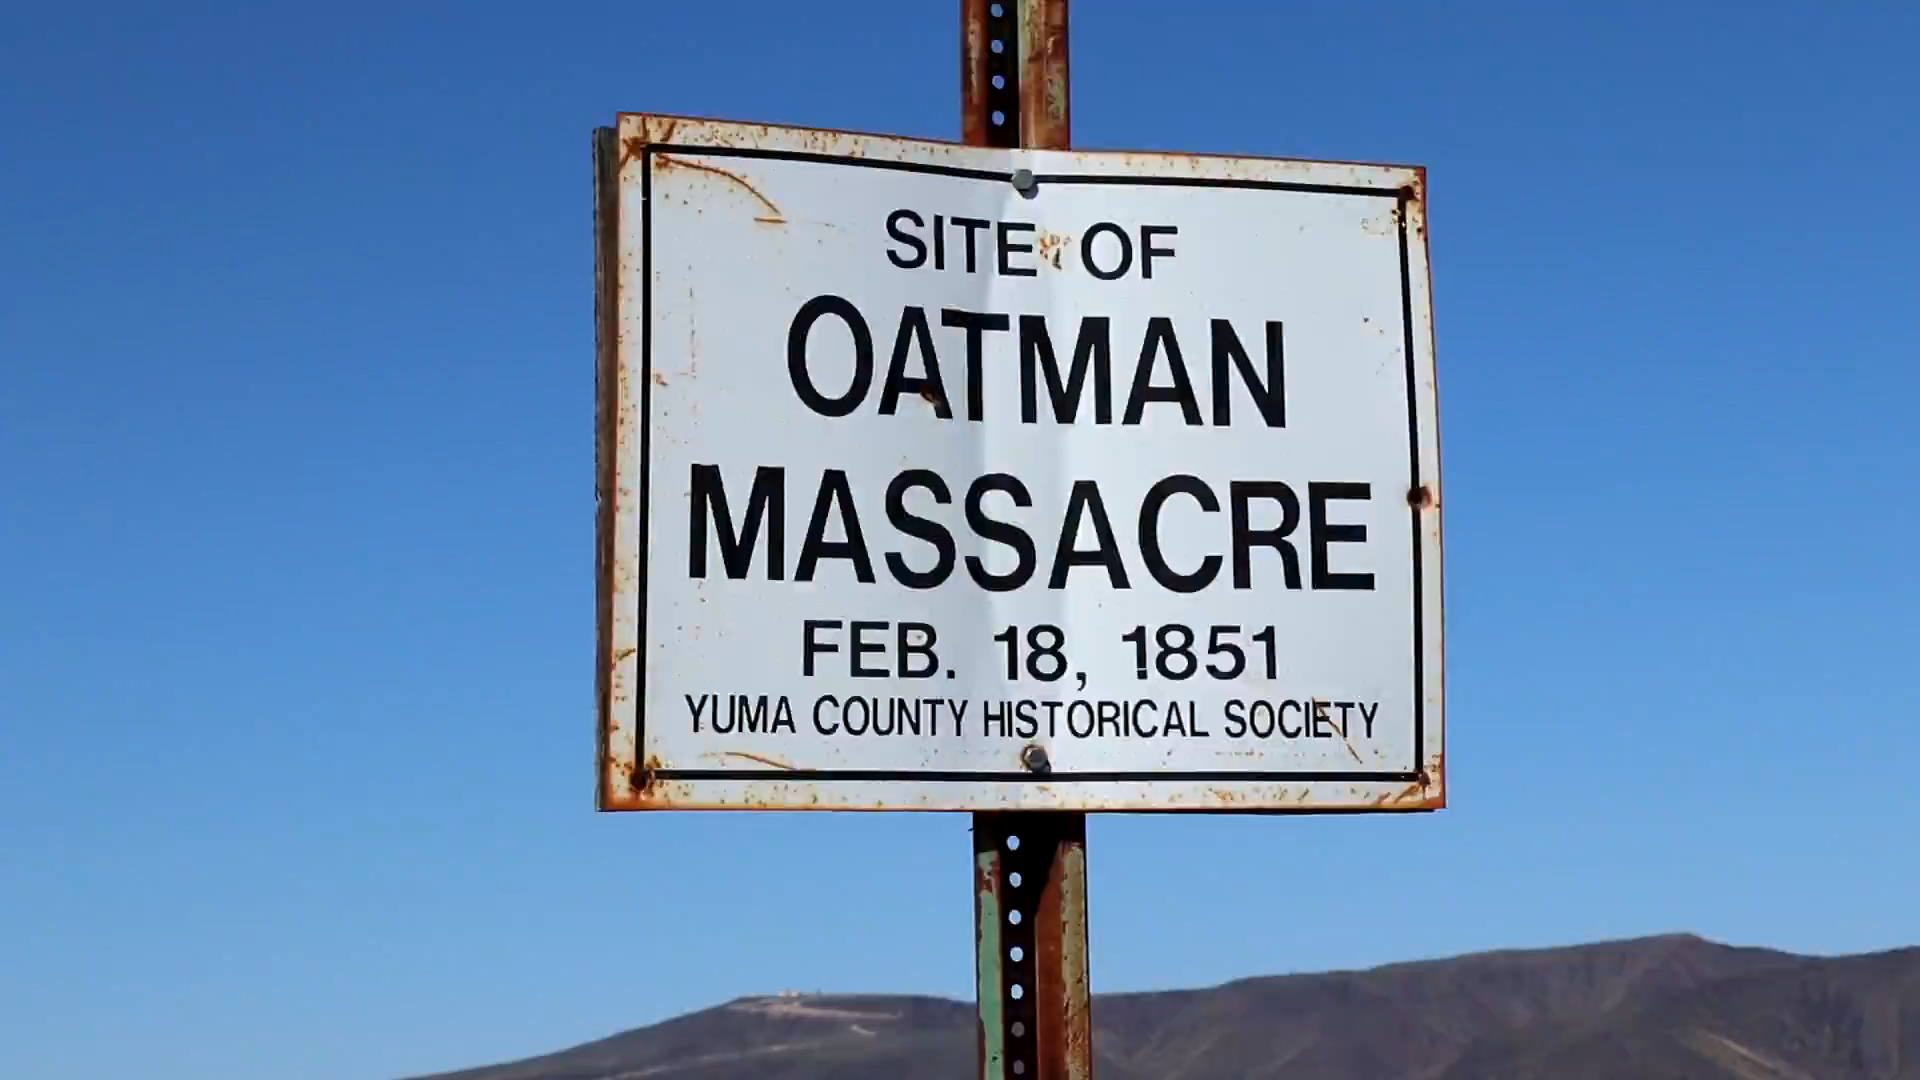 SITE OF
OATMAN
MASSACRE
FEB. 18, 1851
YUMA COUNTY HISTORICAL SOCIETY